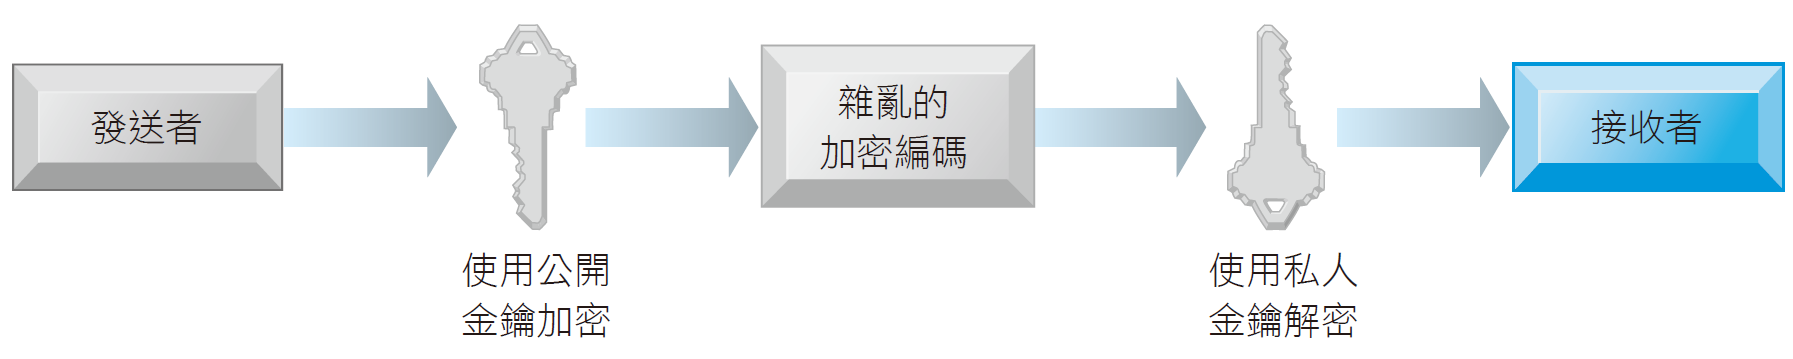 發送者
使用公開
金鑰加密
雜亂的
加密編碼
使用私人
金鑰解密
接收者